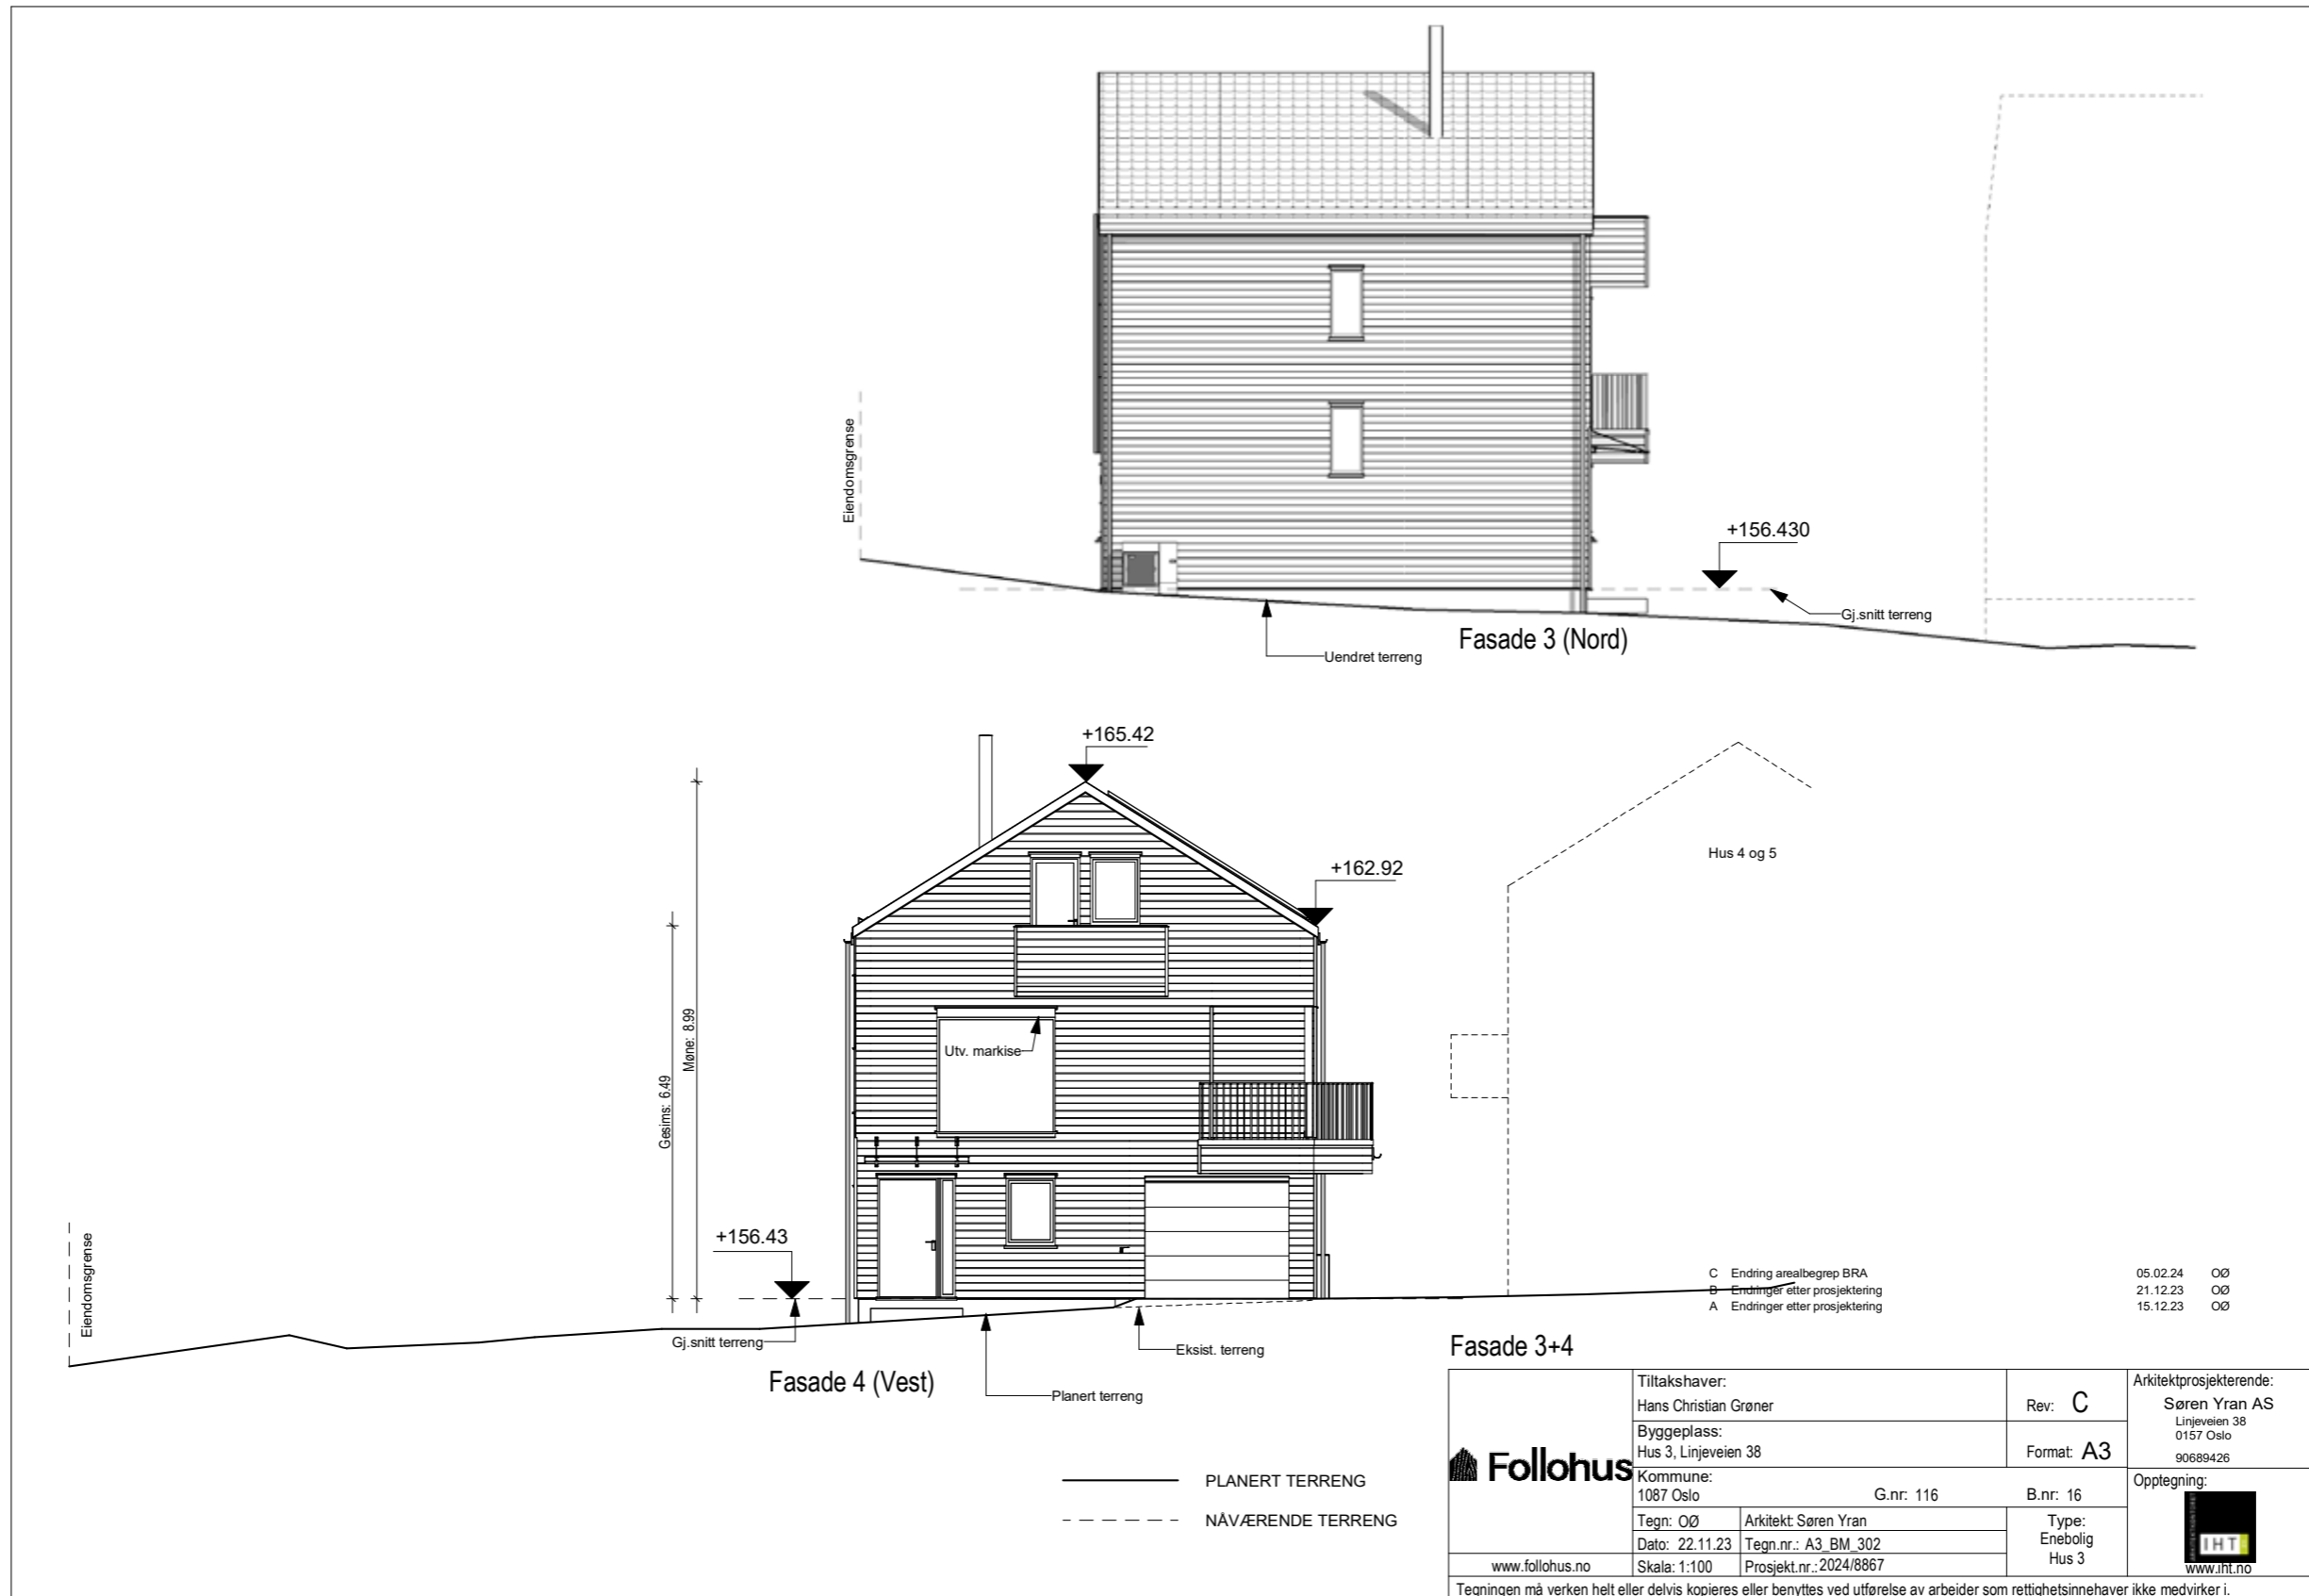 Eiendomsgrense
+156.430
Gj.snitt terreng
Uendret terreng
Fasade 3 (Nord)
+165.42
+162.92
Hus 4 og 5
Møne: 8.99
Gesims: 6.49
Utv. markise
+156.43
Eiendomsgrense
Gj.snitt terreng
Eksist. terreng
Fasade 4 (Vest)
Planert terreng
PLANERT TERRENG
NÅVÆRENDE TERRENG
C Endring arealbegrep BRA 05.02.24 OØ
B Endringer etter prosjektering 21.12.23 OØ
A Endringer etter prosjektering 15.12.23 OØ
Fasade 3+4
Follohus
www.follohus.no
Tiltakshaver:
Hans Christian Grøner
Rev: C
Byggeplass:
Hus 3, Linjeveien 38
Format: A3
Kommune:
1087 Oslo G.nr: 116 B.nr: 16
Tegn: OØ Arkitekt: Søren Yran
Dato: 22.11.23 Tegn.nr.: A3_BM_302
Skala: 1:100 Prosjekt.nr.: 2024/8867
Type:
Enebolig
Hus 3
Arkitektprosjekterende:
Søren Yran AS
Linjeveien 38
0157 Oslo
90689426
Opptegning:
ARKITEKTKONTORET
IHT
www.iht.no
Tegningen må verken helt eller delvis kopieres eller benyttes ved utførelse av arbeider som rettighetsinnehaver ikke medvirker i.